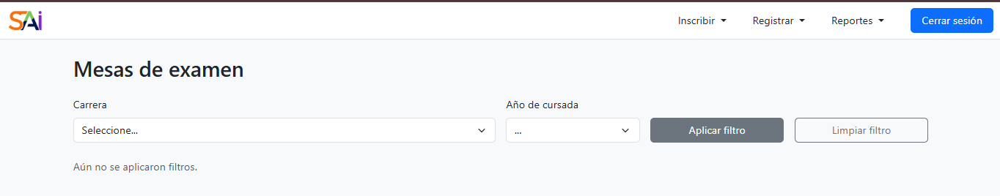 SAi Inscribir Registrar Reportes Cerrar sesión
Mesas de examen
Carrera Año de cursada
Seleccione... ... Aplicar filtro Limpiar filtro
Aún no se aplicaron filtros.